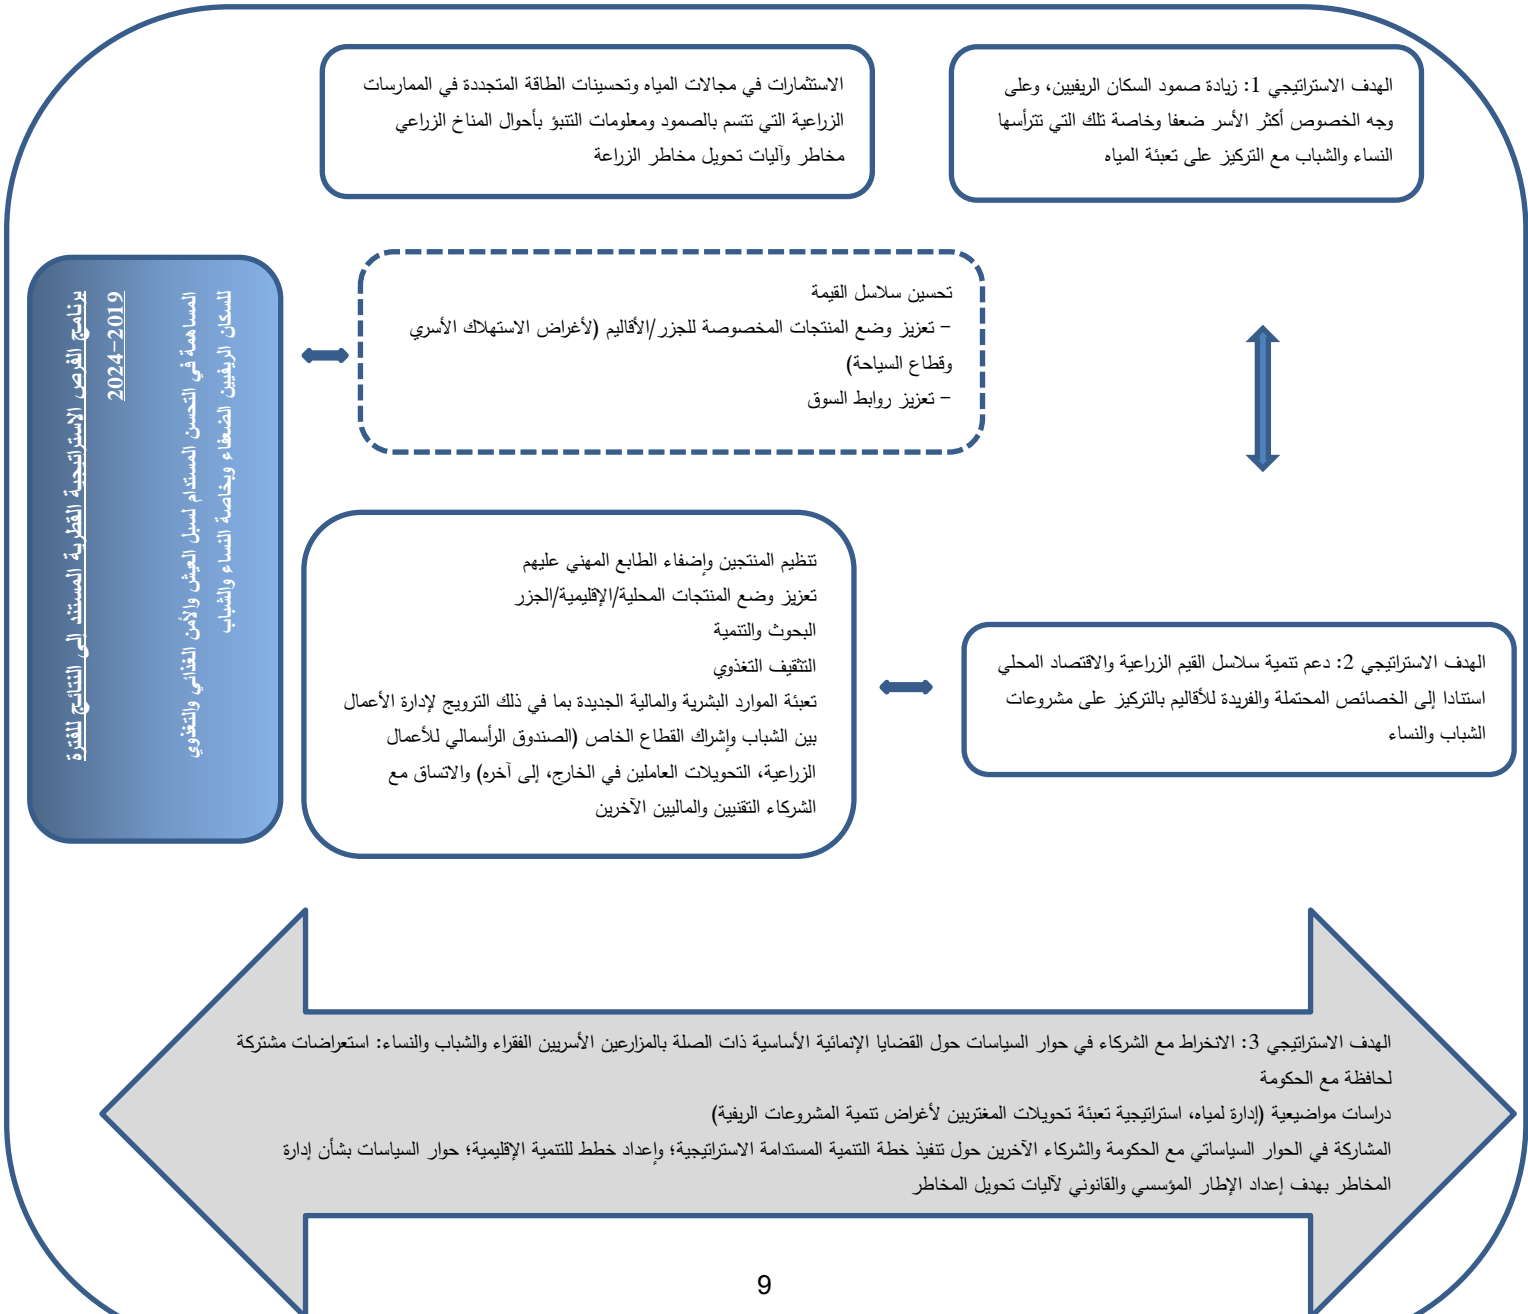 الهدف الاستراتيجي 1: زيادة صمود السكان الريفيين، وعلى
وجه الخصوص أكثر الأسر ضعفا وخاصة تلك التي تترأسها
النساء والشباب مع التركيز على تعبئة المياه
الاستثمارات في مجالات المياه وتحسينات الطاقة المتجددة في الممارسات
الزراعية التي تتسم بالصمود ومعلومات التنبؤ بأحوال المناخ الزراعي
مخاطر وآليات تحويل مخاطر الزراعة
تحسين سلاسل القيمة
- تعزيز وضع المنتجات المخصوصة للجزر/الأقاليم (لأغراض الاستهلاك الأسري
وقطاع السياحة)
- تعزيز روابط السوق
برنامج الفرص الاستراتيجية القطرية المستند إلى النتائج للفترة
2019-2024
المساهمة في التحسن المستدام لسبل العيش والأمن الغذائي والتغذوي
للسكان الريفيين الضعفاء وبخاصة النساء والشباب
الهدف الاستراتيجي 2: دعم تنمية سلاسل القيم الزراعية والاقتصاد المحلي
استنادا إلى الخصائص المحتملة والفريدة للأقاليم بالتركيز على مشروعات
الشباب والنساء
تنظيم المنتجين وإضفاء الطابع المهني عليهم
تعزيز وضع المنتجات المحلية/الإقليمية/الجزر
البحوث والتنمية
التثقيف التغذوي
تعبئة الموارد البشرية والمالية الجديدة بما في ذلك الترويج لإدارة الأعمال
بين الشباب وإشراك القطاع الخاص (الصندوق الرأسمالي للأعمال
الزراعية، التحويلات العاملين في الخارج، إلى آخره) والاتساق مع
الشركاء التقنيين والماليين الآخرين
الهدف الاستراتيجي 3: الانخراط مع الشركاء في حوار السياسات حول القضايا الإنمائية الأساسية ذات الصلة بالمزارعين الأسريين الفقراء والشباب والنساء: استعراضات مشتركة
لحافظة مع الحكومة
دراسات مواضيعية (إدارة لمياه، استراتيجية تعبئة تحويلات المغتربين لأغراض تنمية المشروعات الريفية)
المشاركة في الحوار السياساتي مع الحكومة والشركاء الآخرين حول تنفيذ خطة التنمية المستدامة الاستراتيجية؛ وإعداد خطط للتنمية الإقليمية؛ حوار السياسات بشأن إدارة
المخاطر بهدف إعداد الإطار المؤسسي والقانوني لآليات تحويل المخاطر
9